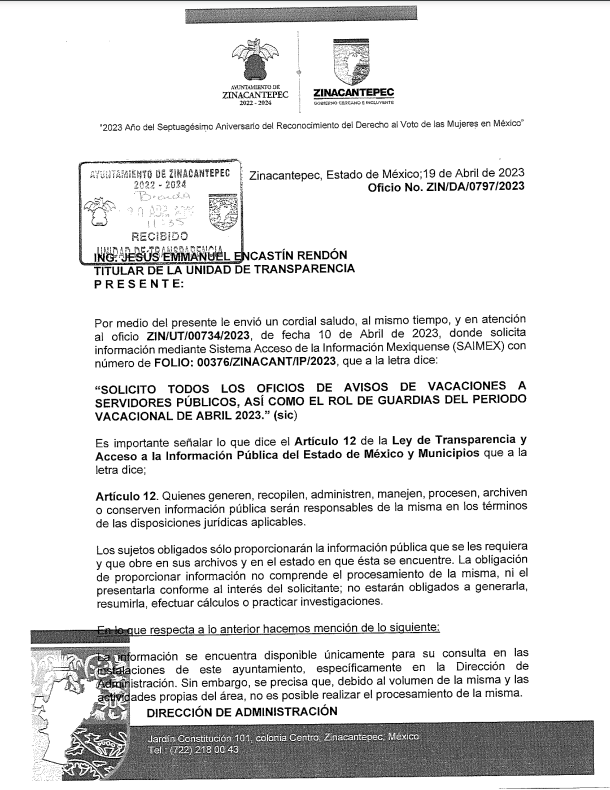 AYUNTAMIENTO DE
ZINACANTEPEC
2022 - 2024
ZINACANTEPEC
GOBIERNO CERCANO E INCLUYENTE
"2023 Año del Septuagésimo Aniversario del Reconocimiento del Derecho al Voto de las Mujeres en México"
AYUNTAMIENTO DE ZINACANTEPEC
2022 - 2024
Brenda
11:35
RECIBIDO
UNIDAD DE TRANSPARENCIA
Zinacantepec, Estado de México;19 de Abril de 2023
Oficio No. ZIN/DA/0797/2023
ING. JESUS EMMANUEL ENCASTÍN RENDÓN
TITULAR DE LA UNIDAD DE TRANSPARENCIA
P R E S E N T E:
Por medio del presente le envió un cordial saludo, al mismo tiempo, y en atención
al oficio ZIN/UT/00734/2023, de fecha 10 de Abril de 2023, donde solicita
información mediante Sistema Acceso de la Información Mexiquense (SAIMEX) con
número de FOLIO: 00376/ZINACANT/IP/2023, que a la letra dice:
“SOLICITO TODOS LOS OFICIOS DE AVISOS DE VACACIONES A
SERVIDORES PÚBLICOS, ASÍ COMO EL ROL DE GUARDIAS DEL PERIODO
VACACIONAL DE ABRIL 2023.” (sic)
Es importante señalar lo que dice el Artículo 12 de la Ley de Transparencia y
Acceso a la Información Pública del Estado de México y Municipios que a la
letra dice;
Artículo 12. Quienes generen, recopilen, administren, manejen, procesen, archiven
o conserven información pública serán responsables de la misma en los términos
de las disposiciones jurídicas aplicables.
Los sujetos obligados sólo proporcionarán la información pública que se les requiera
y que obre en sus archivos y en el estado en que ésta se encuentre. La obligación
de proporcionar información no comprende el procesamiento de la misma, ni el
presentarla conforme al interés del solicitante; no estarán obligados a generarla,
resumirla, efectuar cálculos o practicar investigaciones.
En lo que respecta a lo anterior hacemos mención de lo siguiente:
La información se encuentra disponible únicamente para su consulta en las
instalaciones de este ayuntamiento, específicamente en la Dirección de
Administración. Sin embargo, se precisa que, debido al volumen de la misma y las
actividades propias del área, no es posible realizar el procesamiento de la misma.
DIRECCIÓN DE ADMINISTRACIÓN
Jardín Constitución 101, colonia Centro, Zinacantepec, México
Tel.: (722) 218 00 43